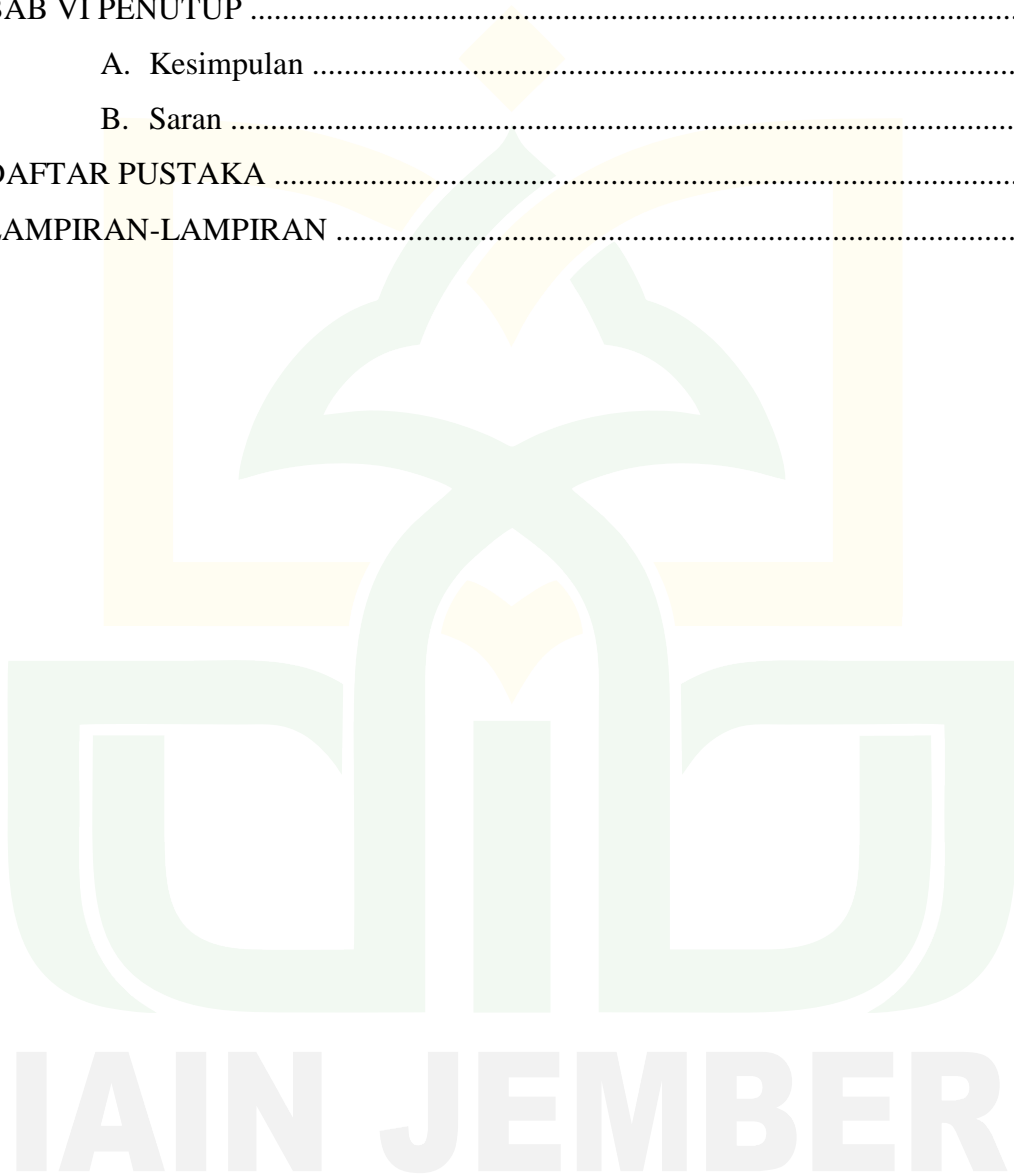 BAB VI PENUTUP ................................................................................................
A. Kesimpulan ........................................................................................
B. Saran ..................................................................................................
DAFTAR PUSTAKA .............................................................................................
LAMPIRAN-LAMPIRAN .....................................................................................
IAIN JEMBER